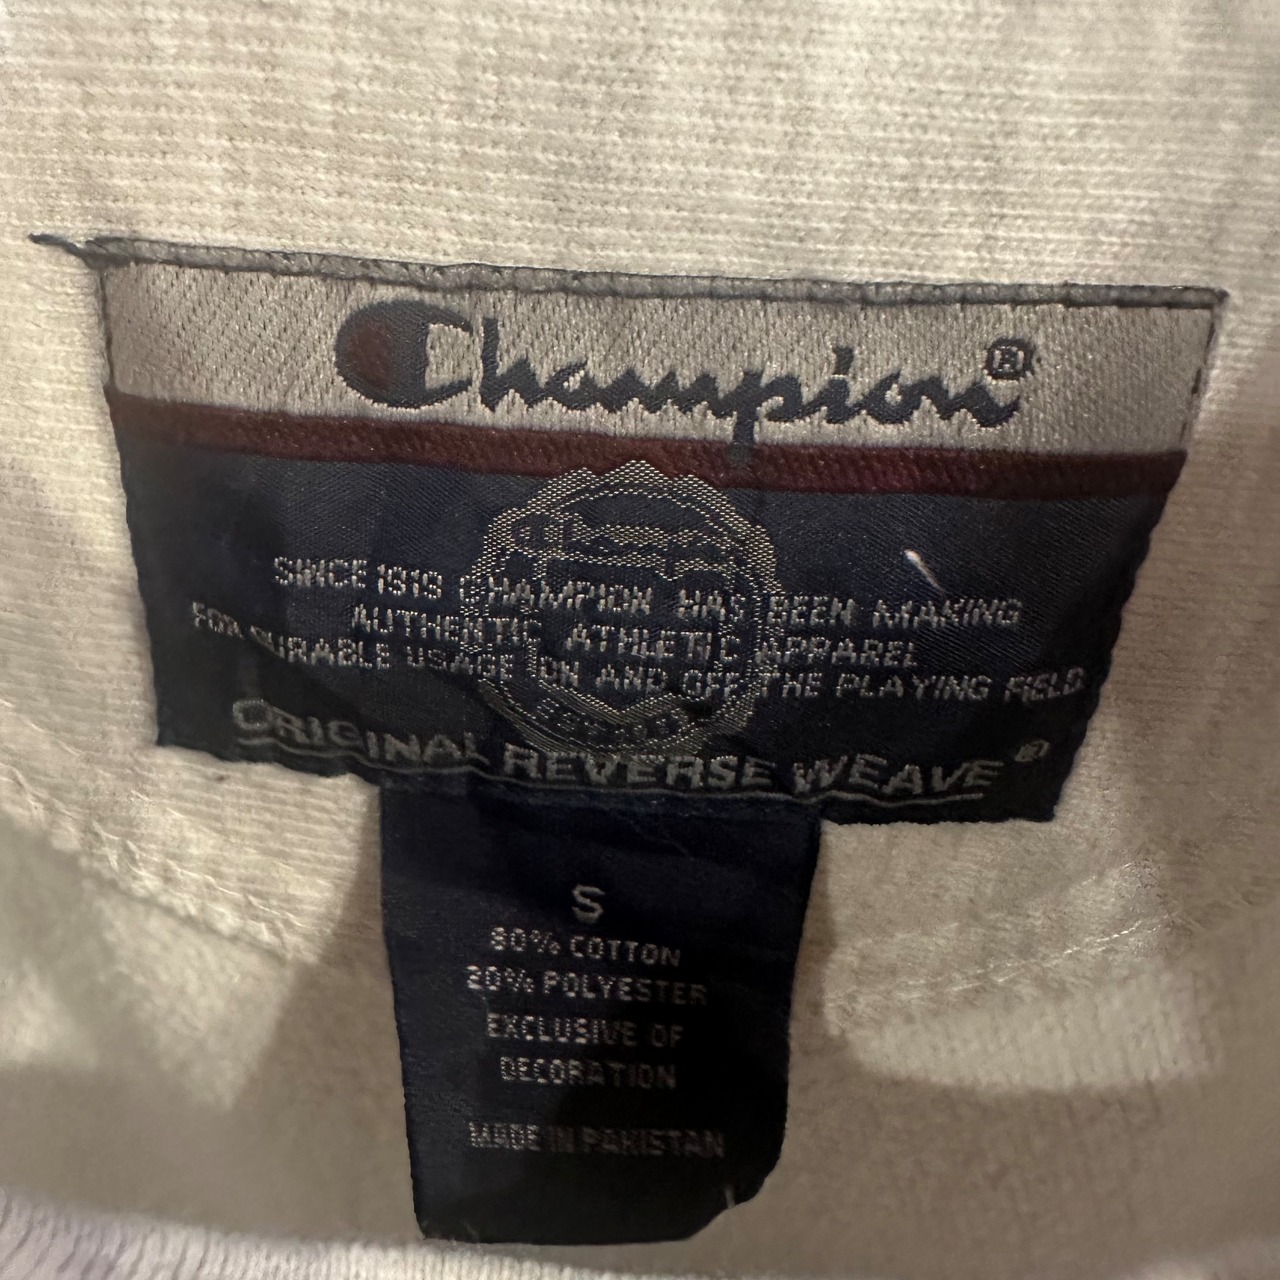 Champion®
Champion
SINCE 1919 CHAMPION HAS BEEN MAKING
AUTHENTIC ATHLETIC APPAREL
FOR DURABLE USAGE ON AND OFF THE PLAYING FIELD
ORIGINAL REVERSE WEAVE®
S
80% COTTON
20% POLYESTER
EXCLUSIVE OF
DECORATION
MADE IN PAKISTAN